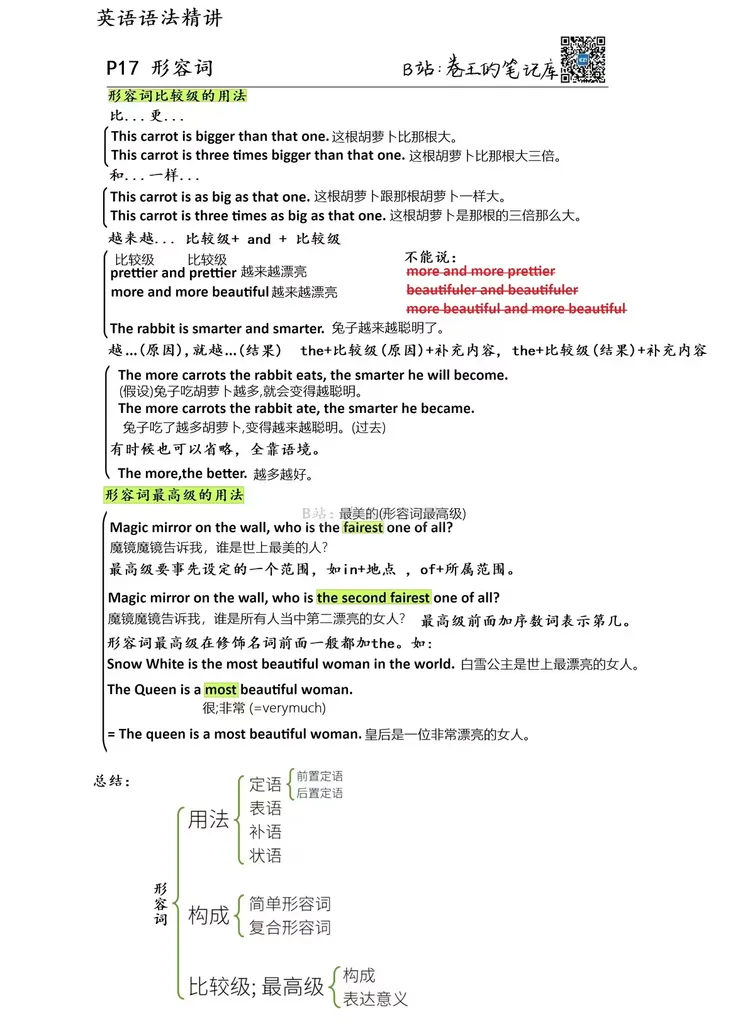 英语语法精讲
P17 形容词
B站:卷王的笔记库
形容词比较级的用法
比...更...
This carrot is bigger than that one. 这根胡萝卜比那根大。
This carrot is three times bigger than that one. 这根胡萝卜比那根大三倍。
和...一样...
This carrot is as big as that one. 这根胡萝卜跟那根胡萝卜一样大。
This carrot is three times as big as that one. 这根胡萝卜是那根的三倍那么大。
越来越... 比较级+ and + 比较级
比较级 比较级 不能说:
prettier and prettier 越来越漂亮 more and more prettier
more and more beautiful 越来越漂亮 beautifuler and beautifuler
more beautiful and more beautiful
The rabbit is smarter and smarter. 兔子越来越聪明了。
越...(原因),就越...(结果) the+比较级(原因)+补充内容, the+比较级(结果)+补充内容
The more carrots the rabbit eats, the smarter he will become.
(假设)兔子吃胡萝卜越多,就会变得越聪明。
The more carrots the rabbit ate, the smarter he became.
兔子吃了越多胡萝卜,变得越来越聪明。(过去)
有时候也可以省略, 全靠语境。
The more,the better. 越多越好。
形容词最高级的用法
B站: 最美的(形容词最高级)
Magic mirror on the wall, who is the fairest one of all?
魔镜魔镜告诉我，谁是世上最美的人?
最高级要事先设定的一个范围, 如in+地点 , of+所属范围。
Magic mirror on the wall, who is the second fairest one of all?
魔镜魔镜告诉我，谁是所有人当中第二漂亮的女人? 最高级前面加序数词表示第几。
形容词最高级在修饰名词前面一般都加the。如:
Snow White is the most beautiful woman in the world. 白雪公主是世上最漂亮的女人。
The Queen is a most beautiful woman.
很;非常 (=verymuch)
= The queen is a most beautiful woman. 皇后是一位非常漂亮的女人。
总结:
形容词
用法
定语
前置定语
后置定语
表语
补语
状语
构成
简单形容词
复合形容词
比较级; 最高级
构成
表达意义